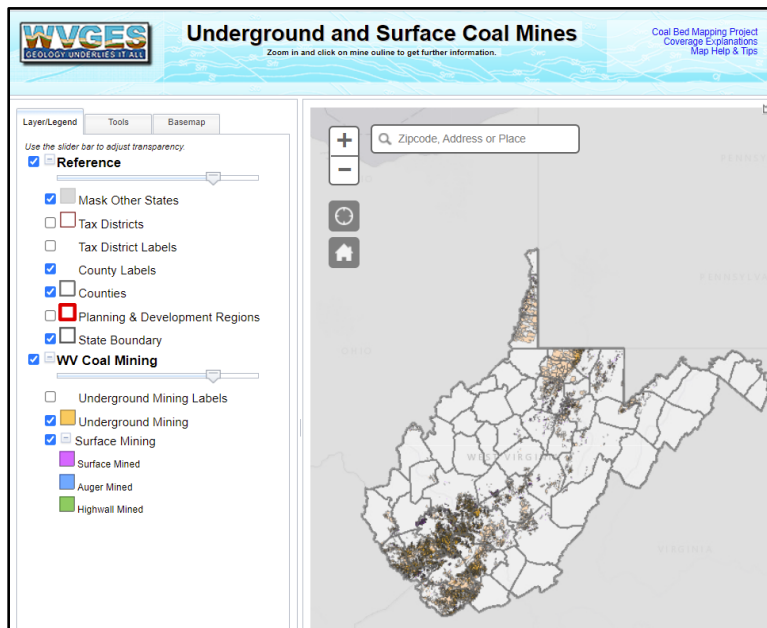 WVGES
GEOLOGY UNDERLIES IT ALL
Underground and Surface Coal Mines
Zoom in and click on mine ouline to get further information.
Coal Bed Mapping Project
Coverage Explanations
Map Help & Tips
Layer/Legend
Tools
Basemap
Use the slider bar to adjust transparency.
Reference
Mask Other States
Tax Districts
Tax District Labels
County Labels
Counties
Planning & Development Regions
State Boundary
WV Coal Mining
Underground Mining Labels
Underground Mining
Surface Mining
Surface Mined
Auger Mined
Highwall Mined
+
Zipcode, Address or Place
−
OHIO
WEST VIRGINIA
VIRGINIA